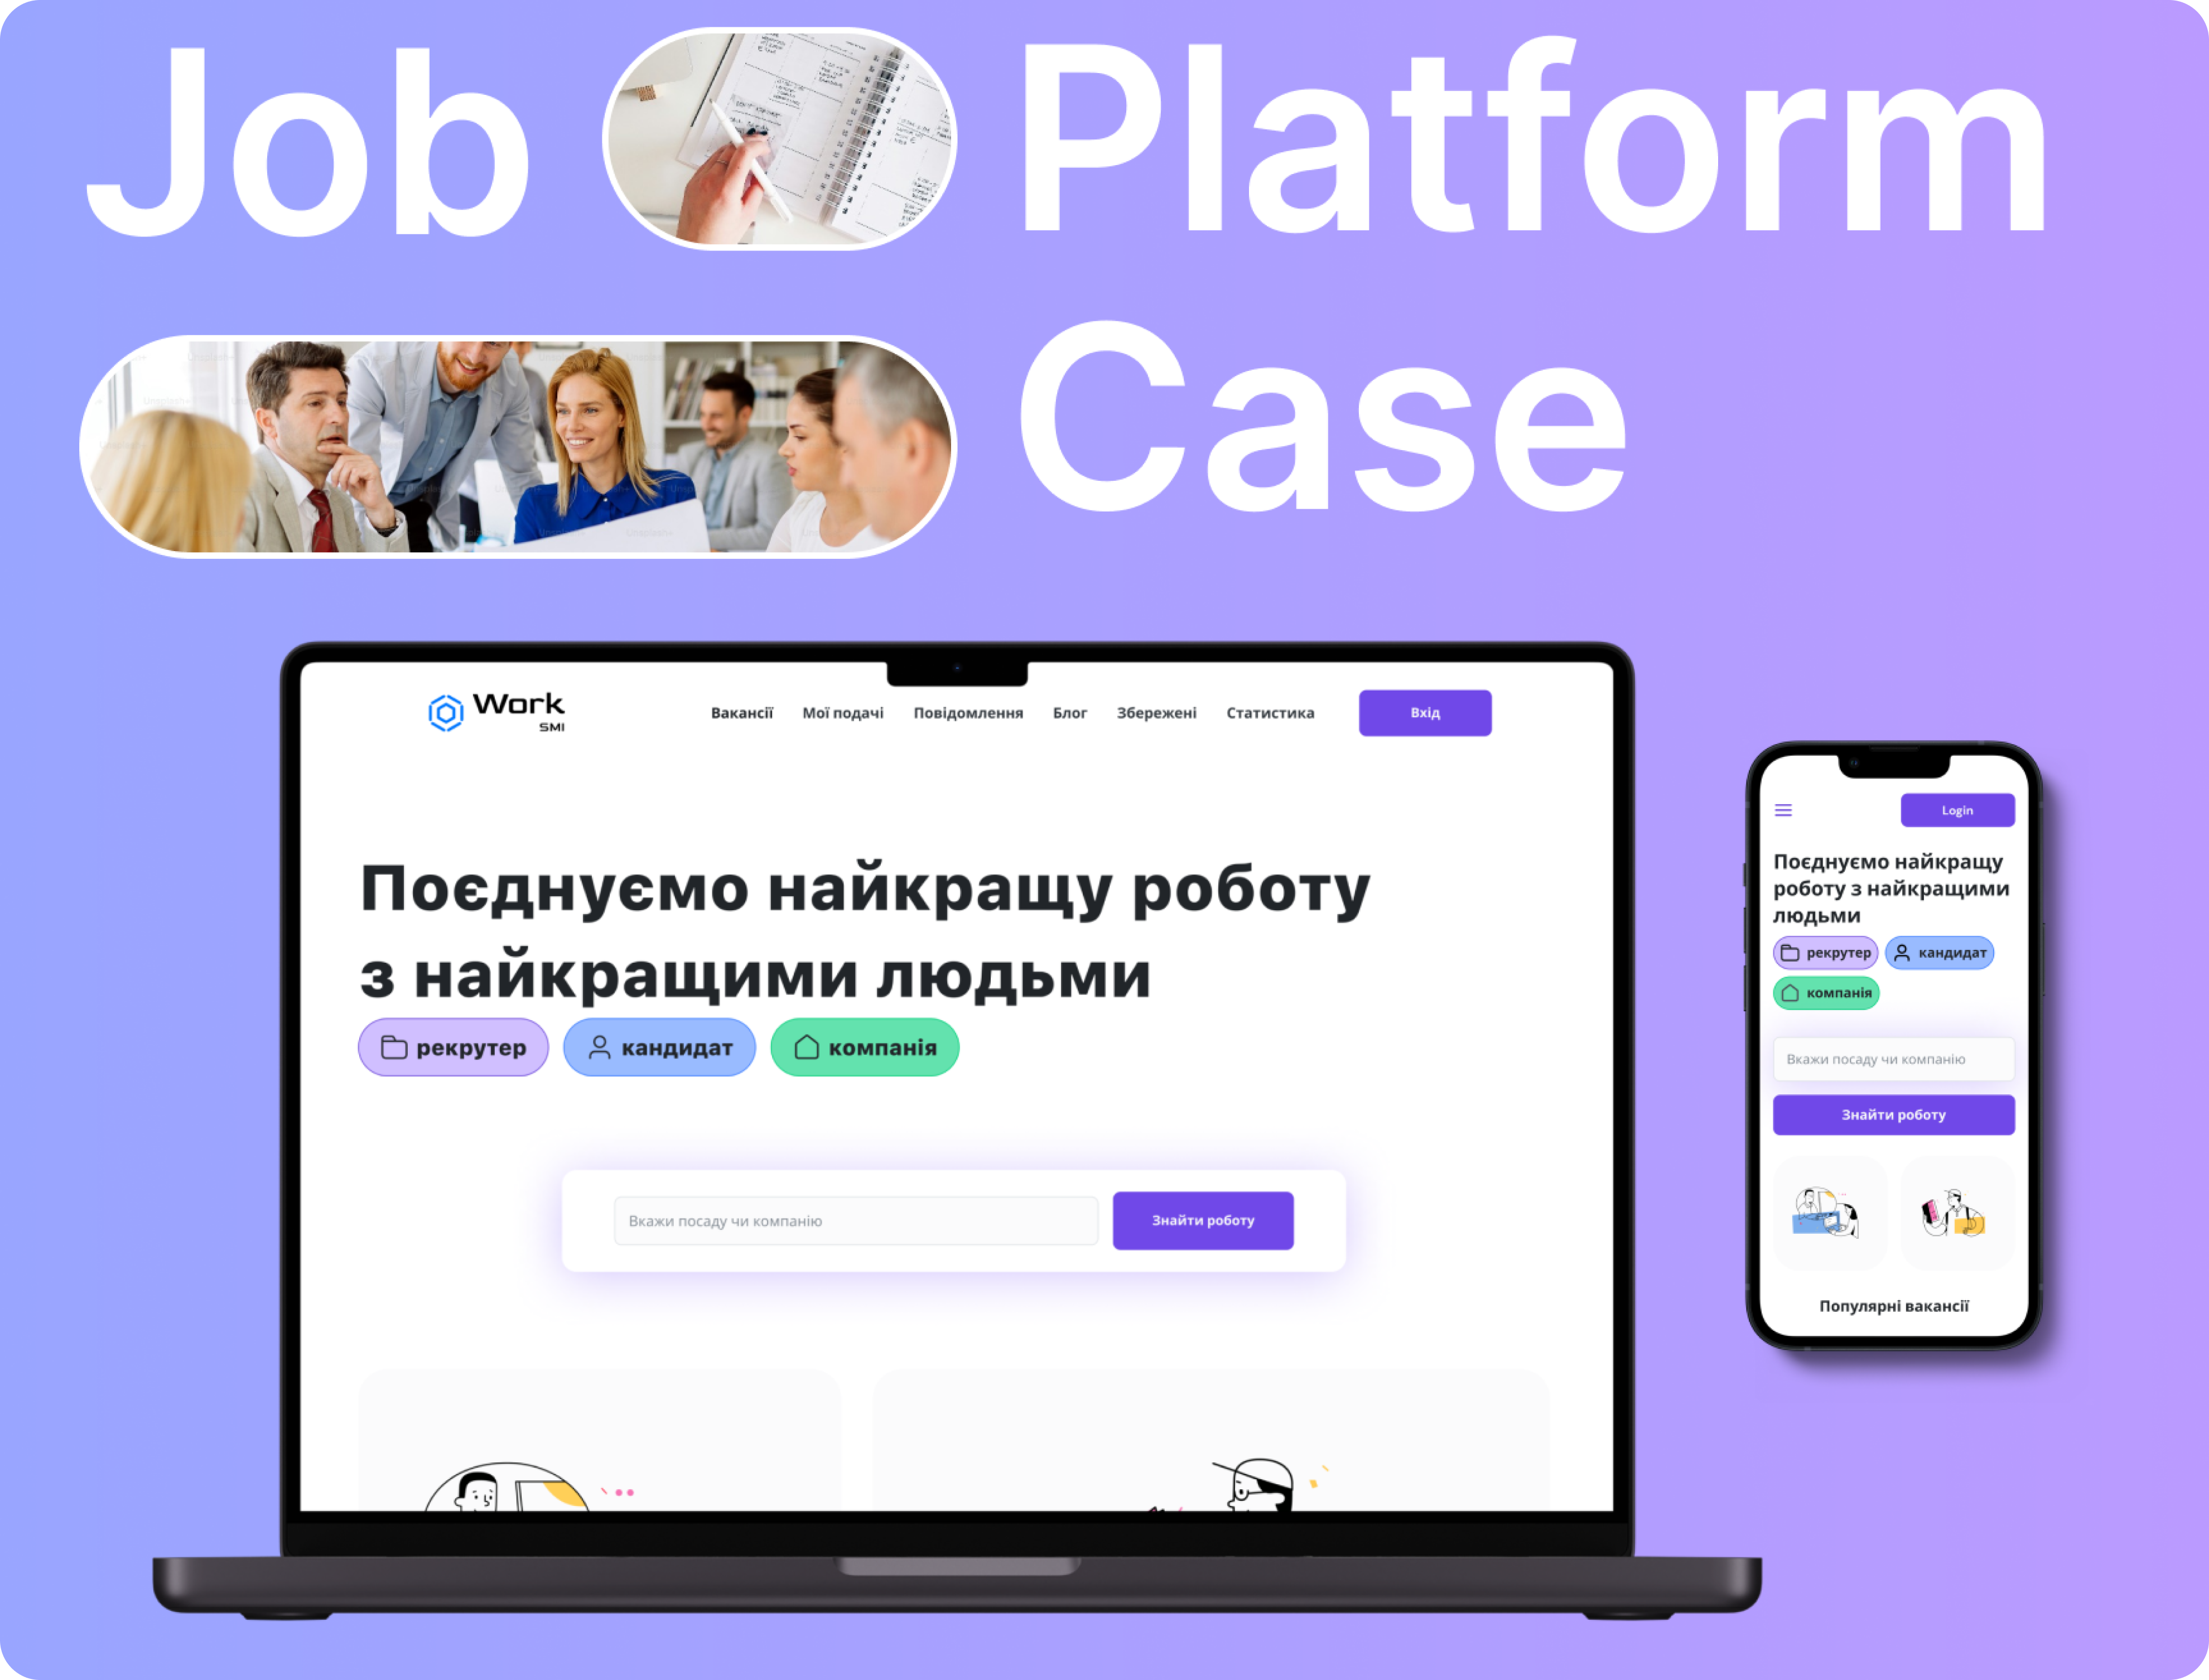 Job Platform
Case
Work
SMI
Вакансії Мої подачі Повідомлення Блог Збережені Статистика Вхід
Поєднуємо найкращу роботу
з найкращими людьми
рекрутер кандидат компанія
Вкажи посаду чи компанію Знайти роботу
Login
Поєднуємо найкращу
роботу з найкращими
людьми
рекрутер кандидат
компанія
Вкажи посаду чи компанію
Знайти роботу
Популярні вакансії